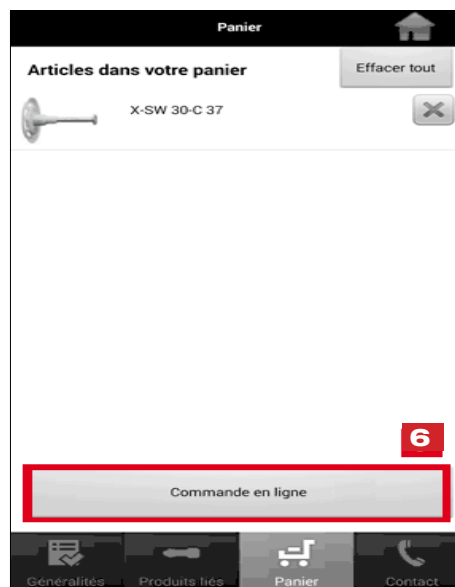 Panier
Articles dans votre panier
Effacer tout
X-SW 30-C 37
6
Commande en ligne
Généralités
Produits liés
Panier
Contact